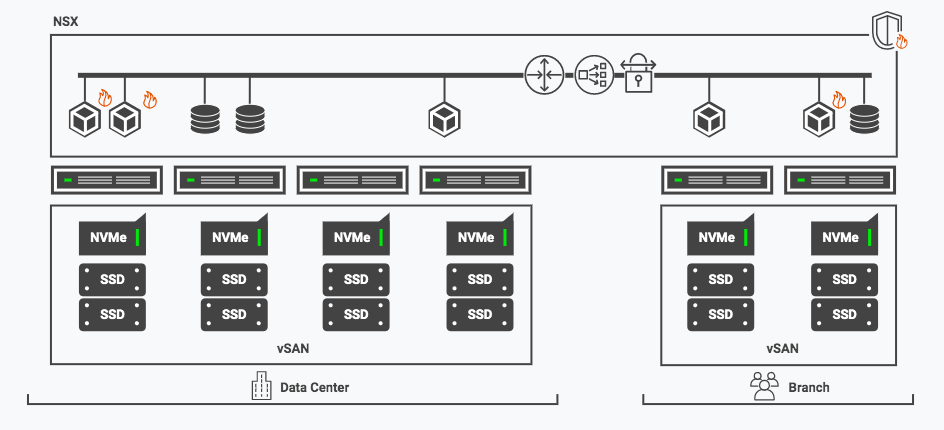 NSX
NVMe NVMe NVMe NVMe NVMe NVMe
SSD SSD SSD SSD SSD SSD
SSD SSD SSD SSD SSD SSD
vSAN vSAN
Data Center Branch